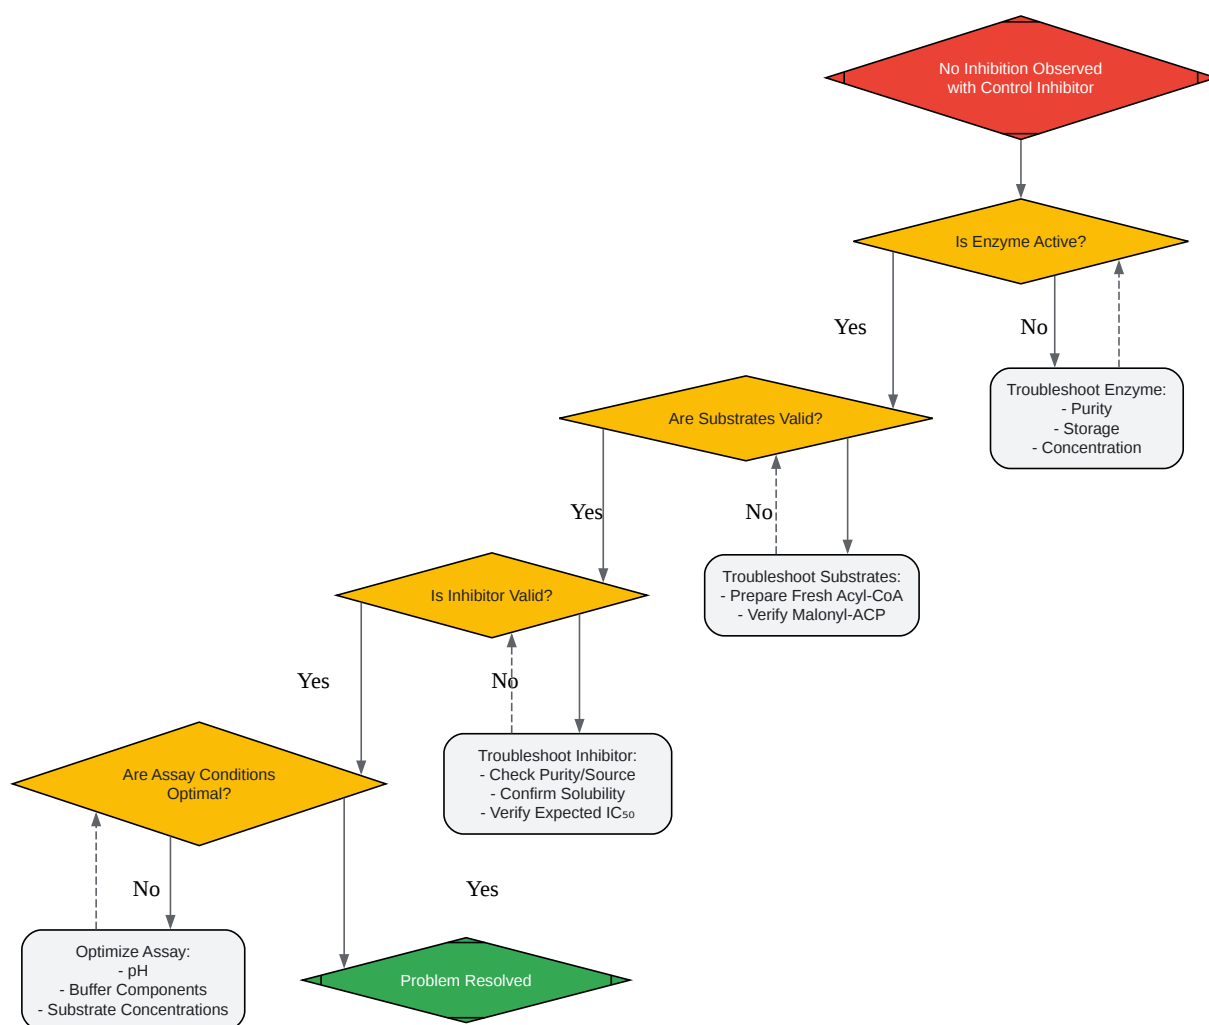 No Inhibition Observed
with Control Inhibitor
Is Enzyme Active?
Yes
No
Troubleshoot Enzyme:
- Purity
- Storage
- Concentration
Are Substrates Valid?
Yes
No
Troubleshoot Substrates:
- Prepare Fresh Acyl-CoA
- Verify Malonyl-ACP
Is Inhibitor Valid?
Yes
No
Troubleshoot Inhibitor:
- Check Purity/Source
- Confirm Solubility
- Verify Expected IC₅₀
Are Assay Conditions
Optimal?
No
Yes
Optimize Assay:
- pH
- Buffer Components
- Substrate Concentrations
Problem Resolved